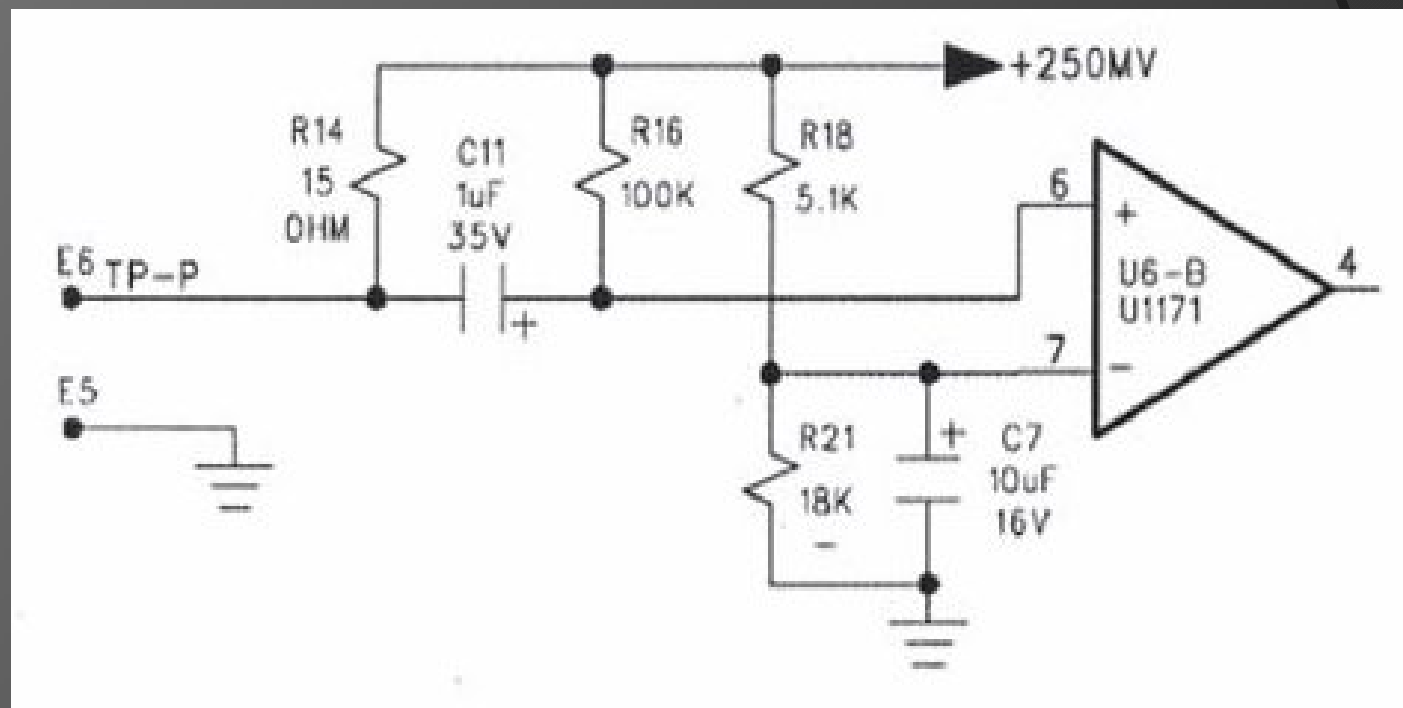 +250MV
R14
15
OHM
C11
1uF
35V
+
R16
100K
R18
5.1K
E6 TP-P
6
+
U6-B
U1171
4
7
-
E5
R21
18K
-
+
C7
10uF
16V